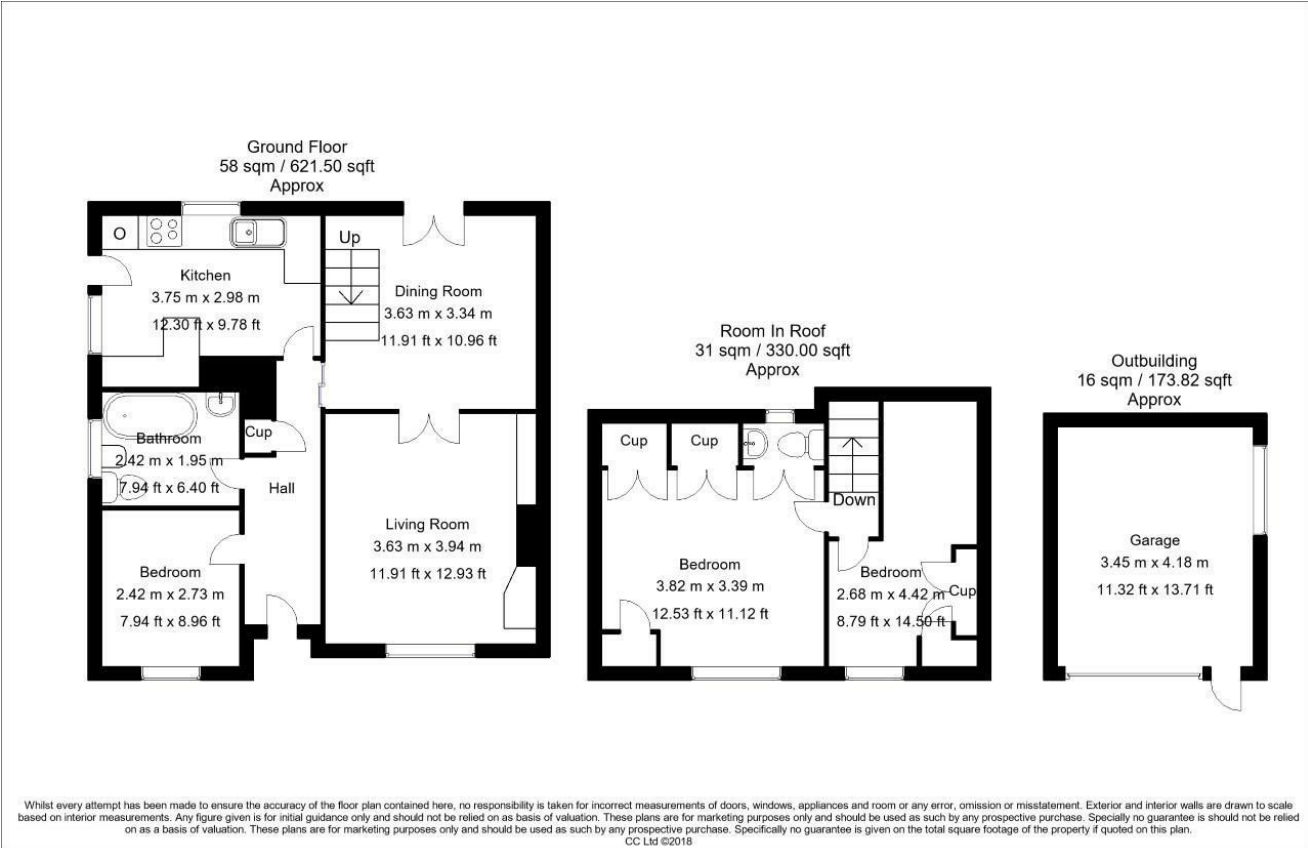 Ground Floor
58 sqm / 621.50 sqft
Approx
O
Up
Kitchen
3.75 m x 2.98 m
12.30 ft x 9.78 ft
Dining Room
3.63 m x 3.34 m
11.91 ft x 10.96 ft
Cup
Bathroom
2.42 m x 1.95 m
7.94 ft x 6.40 ft
Hall
Living Room
3.63 m x 3.94 m
11.91 ft x 12.93 ft
Bedroom
2.42 m x 2.73 m
7.94 ft x 8.96 ft
Room In Roof
31 sqm / 330.00 sqft
Approx
Cup
Cup
Down
Bedroom
3.82 m x 3.39 m
12.53 ft x 11.12 ft
Bedroom
2.68 m x 4.42 m
8.79 ft x 14.50 ft
Cup
Outbuilding
16 sqm / 173.82 sqft
Approx
Garage
3.45 m x 4.18 m
11.32 ft x 13.71 ft
Whilst every attempt has been made to ensure the accuracy of the floor plan contained here, no responsibility is taken for incorrect measurements of doors, windows, appliances and room or any error, omission or misstatement. Exterior and interior walls are drawn to scale
based on interior measurements. Any figure given is for initial guidance only and should not be relied on as basis of valuation. These plans are for marketing purposes only and should be used as such by any prospective purchase. Specially no guarantee is should not be relied
on as a basis of valuation. These plans are for marketing purposes only and should be used as such by any prospective purchase. Specifically no guarantee is given on the total square footage of the property if quoted on this plan.
CC Ltd ©2018